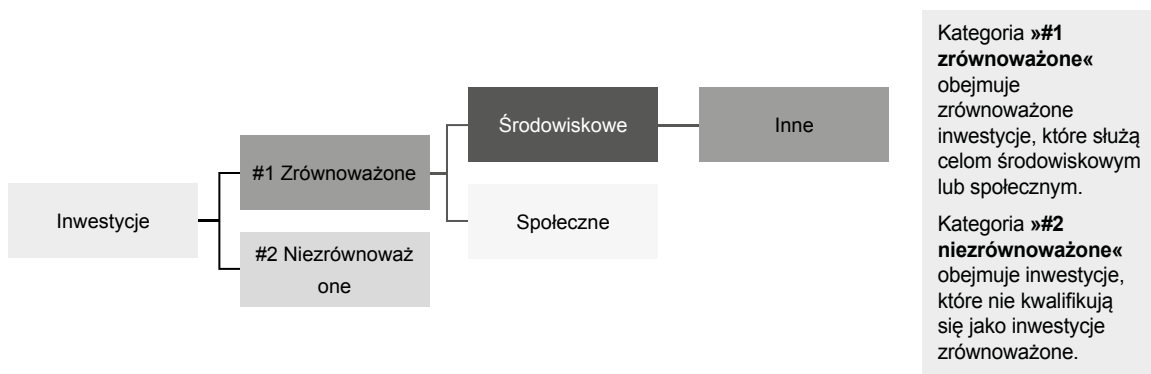 Inwestycje
#1 Zrównoważone
#2 Niezrównoważ
one
Środowiskowe
Społeczne
Inne
Kategoria »#1
zrównoważone«
obejmuje
zrównoważone
inwestycje, które służą
celom środowiskowym
lub społecznym.
Kategoria »#2
niezrównoważone«
obejmuje inwestycje,
które nie kwalifikują
się jako inwestycje
zrównoważone.